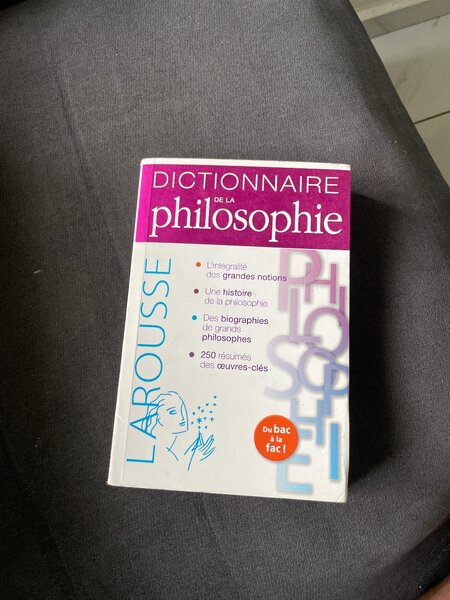 DICTIONNAIRE
DE LA
philosophie
LAROUSSE
L'intégralité
des grandes notions
Une histoire
de la philosophie
Des biographies
de grands
philosophes
250 résumés
des œuvres-clés
PHILOSOPHIE
Du bac
à la
fac !